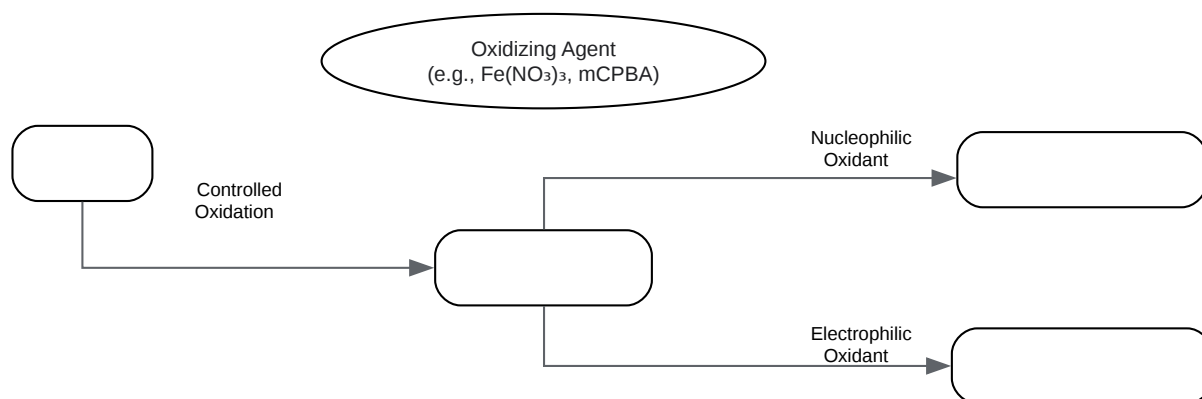 Oxidizing Agent
(e.g., Fe(NO₃)₃, mCPBA)
Nucleophilic
Oxidant
Controlled
Oxidation
Electrophilic
Oxidant